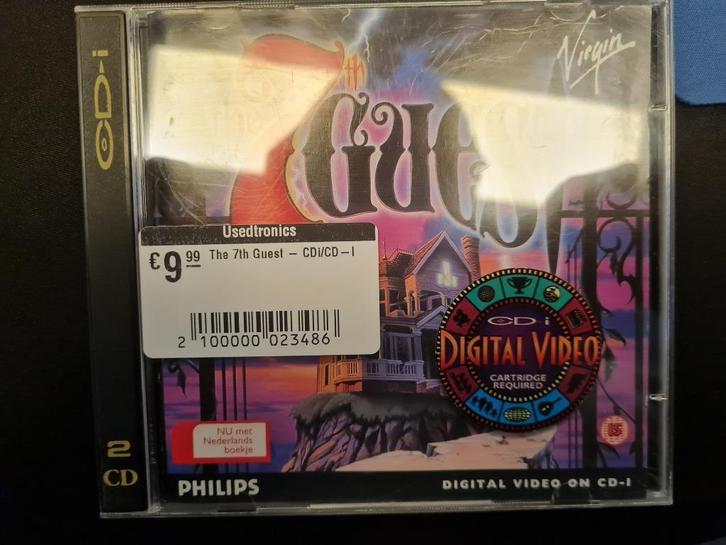 CD-i
Virgin
7th
GUEST
Usedtronics
€9.99 The 7th Guest – CDi/CD-I
2 100000 023486
CD-i
DIGITAL VIDEO
CARTRIDGE
REQUIRED
NU met
Nederlands
boekje
2
CD
PHILIPS
DIGITAL VIDEO ON CD-I